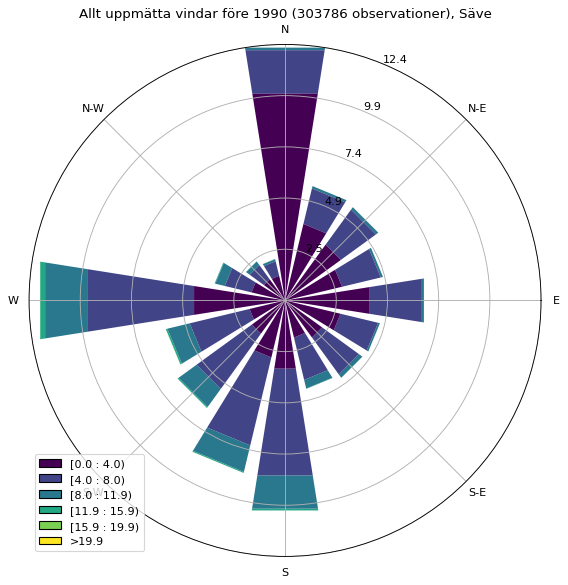 Allt uppmätta vindar före 1990 (303786 observationer), Säve
N
12.4
N-W
9.9
N-E
7.4
4.9
2.5
W
E
[0.0 : 4.0)
[4.0 : 8.0)
[8.0 : 11.9)
S-E
[11.9 : 15.9)
[15.9 : 19.9)
>19.9
S